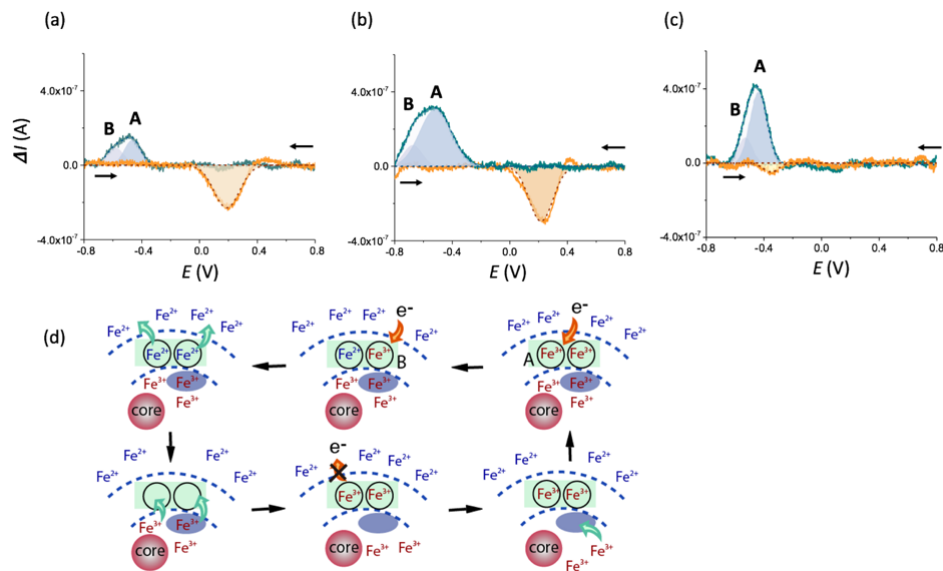 (a) (b) (c)
B A
B A
A
B
ΔI (A)
4.0x10⁻⁷
0.0
-4.0x10⁻⁷
-0.8 -0.4 0.0 0.4 0.8
E (V)
4.0x10⁻⁷
0.0
-4.0x10⁻⁷
-0.8 -0.4 0.0 0.4 0.8
E (V)
4.0x10⁻⁷
0.0
-4.0x10⁻⁷
-0.8 -0.4 0.0 0.4 0.8
E (V)
(d)
Fe²⁺ Fe²⁺ Fe²⁺ Fe²⁺
Fe²⁺ Fe²⁺
Fe³⁺ Fe³⁺
Fe³⁺
core
e-
Fe²⁺ Fe²⁺ Fe²⁺ Fe²⁺
Fe²⁺ Fe³⁺
B
Fe³⁺ Fe³⁺
Fe³⁺
core
e-
Fe²⁺ Fe²⁺ Fe²⁺ Fe²⁺
A
Fe³⁺ Fe³⁺
Fe³⁺ Fe³⁺
Fe³⁺
core
Fe²⁺ Fe²⁺ Fe²⁺ Fe²⁺
Fe³⁺ Fe³⁺
Fe³⁺
core
e-
Fe²⁺ Fe²⁺ Fe²⁺ Fe²⁺
Fe³⁺ Fe³⁺
Fe³⁺ Fe³⁺
core
Fe²⁺ Fe²⁺ Fe²⁺ Fe²⁺
Fe³⁺ Fe³⁺
Fe³⁺
Fe³⁺
core